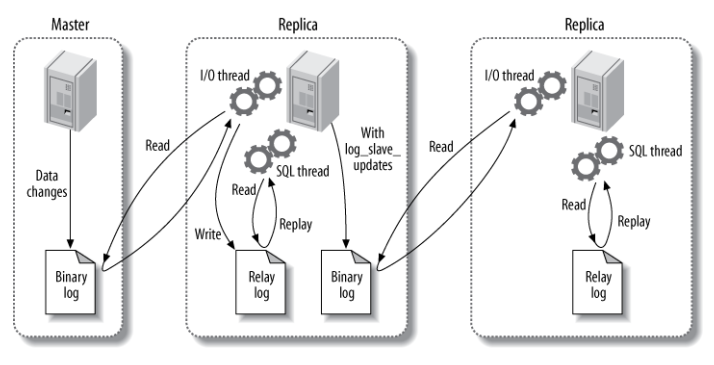 Master
Data
changes
Binary
log
Read
Replica
I/O thread
SQL thread
Read
Replay
Write
Relay
log
With
log_slave_
updates
Binary
log
Read
Replica
I/O thread
SQL thread
Read
Replay
Relay
log